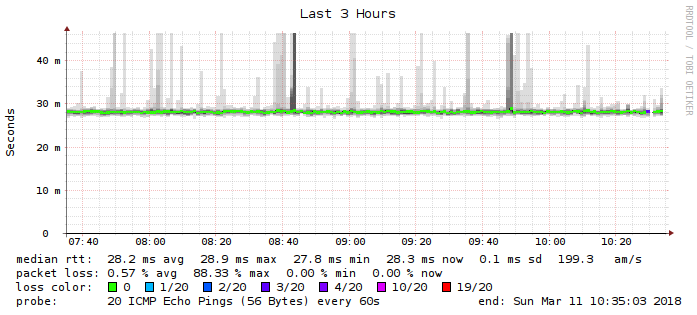 Last 3 Hours
RRDTOOL / TOBI OETIKER
Seconds
40 m
30 m
20 m
10 m
0
07:40 08:00 08:20 08:40 09:00 09:20 09:40 10:00 10:20
median rtt: 28.2 ms avg 28.9 ms max 27.8 ms min 28.3 ms now 0.1 ms sd 199.3 am/s
packet loss: 0.57 % avg 88.33 % max 0.00 % min 0.00 % now
loss color: 0 1/20 2/20 3/20 4/20 10/20 19/20
probe: 20 ICMP Echo Pings (56 Bytes) every 60s end: Sun Mar 11 10:35:03 2018